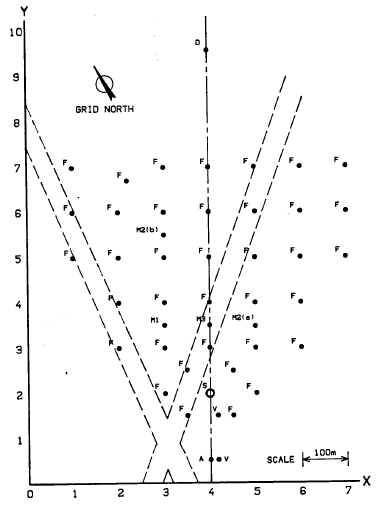 Y
10
D
9
GRID NORTH
8
7 F F F F F F
F
6 F F F F F F F
M2(b)
5 F F F F F F F
4 F F F F F
M1 M3 M2(a)
3 F F F F F
F F
2 F S F
F V F
1
A V SCALE 100m
0 0 1 2 3 4 5 6 7 X